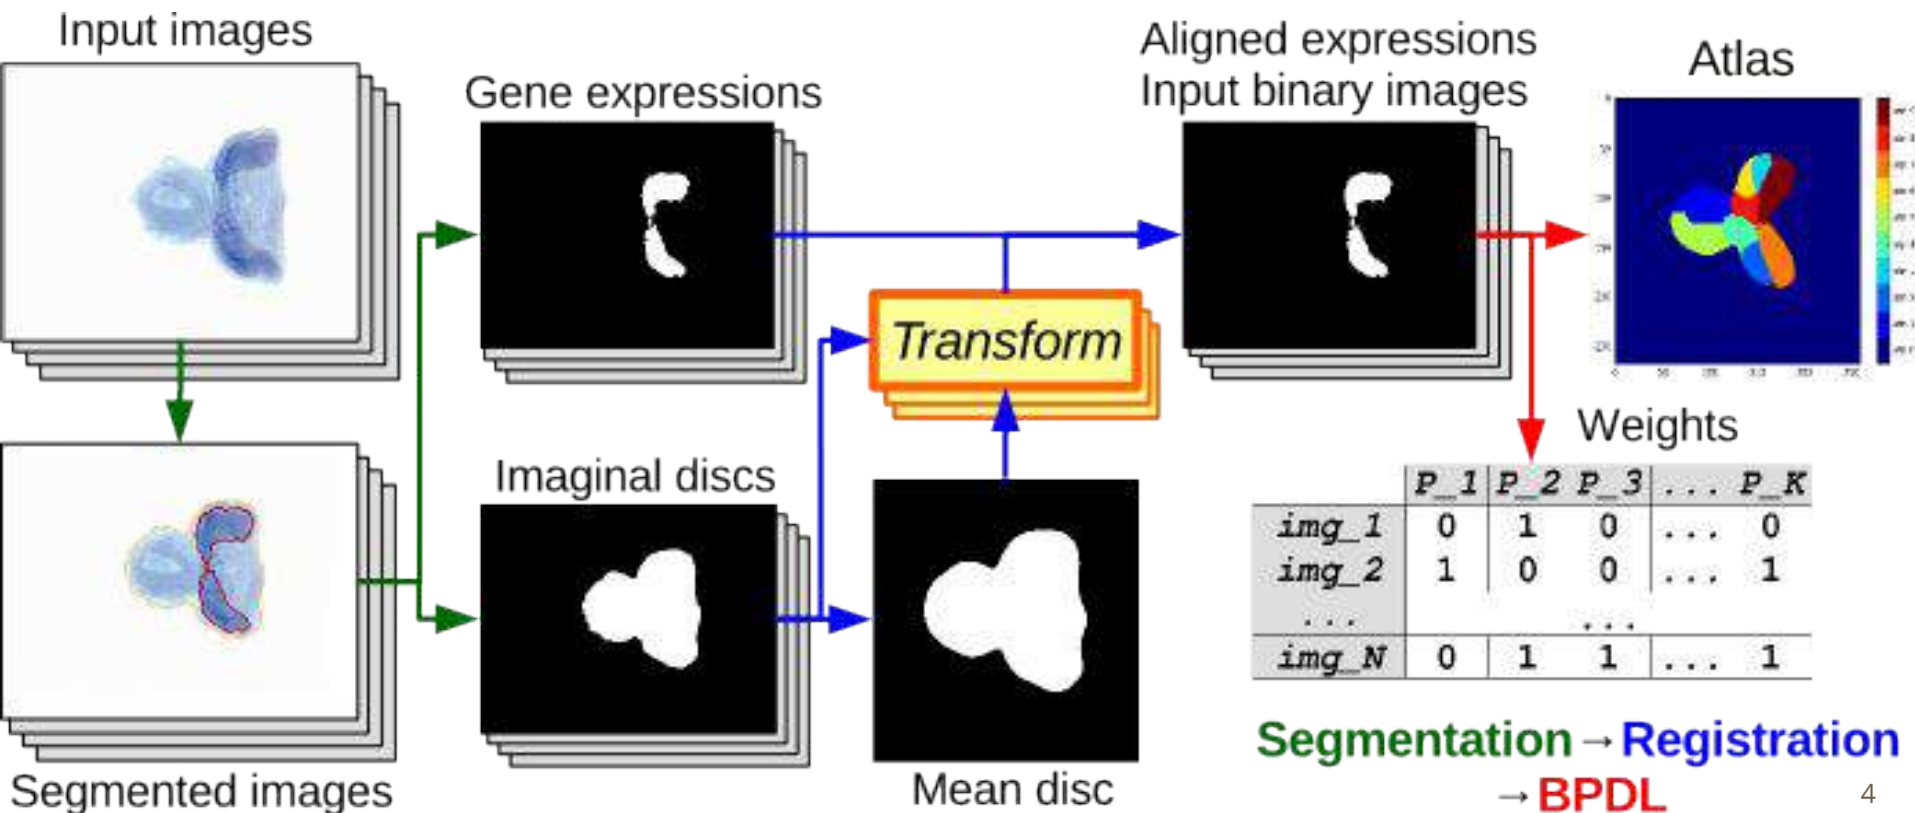 Input images
Gene expressions
Aligned expressions
Input binary images
Atlas
Transform
Weights
Imaginal discs
P_1 P_2 P_3 ... P_K
img_1 0 1 0 ... 0
img_2 1 0 0 ... 1
... ...
img_N 0 1 1 ... 1
Segmented images
Mean disc
Segmentation → Registration
→ BPDL
4